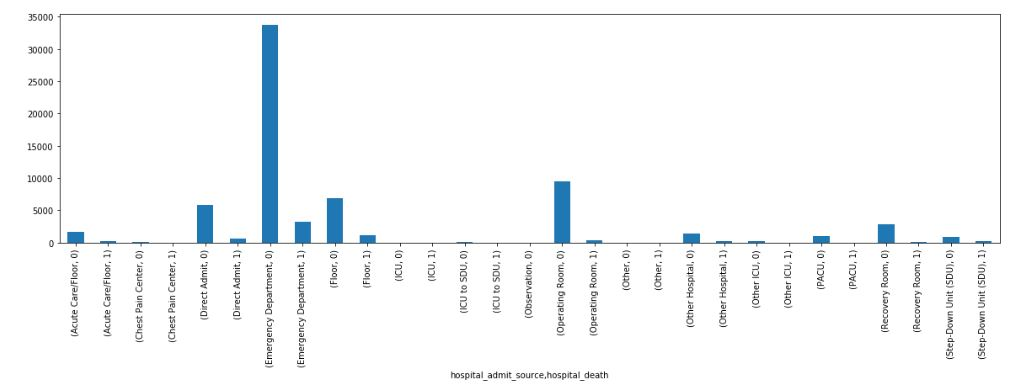 35000
30000
25000
20000
15000
10000
5000
0
(Acute Care/Floor, 0)
(Acute Care/Floor, 1)
(Chest Pain Center, 0)
(Chest Pain Center, 1)
(Direct Admit, 0)
(Direct Admit, 1)
(Emergency Department, 0)
(Emergency Department, 1)
(Floor, 0)
(Floor, 1)
(ICU, 0)
(ICU, 1)
(ICU to SDU, 0)
(ICU to SDU, 1)
(Observation, 0)
(Operating Room, 0)
(Operating Room, 1)
(Other, 0)
(Other, 1)
(Other Hospital, 0)
(Other Hospital, 1)
(Other ICU, 0)
(Other ICU, 1)
(PACU, 0)
(PACU, 1)
(Recovery Room, 0)
(Recovery Room, 1)
(Step-Down Unit (SDU), 0)
(Step-Down Unit (SDU), 1)
hospital_admit_source,hospital_death